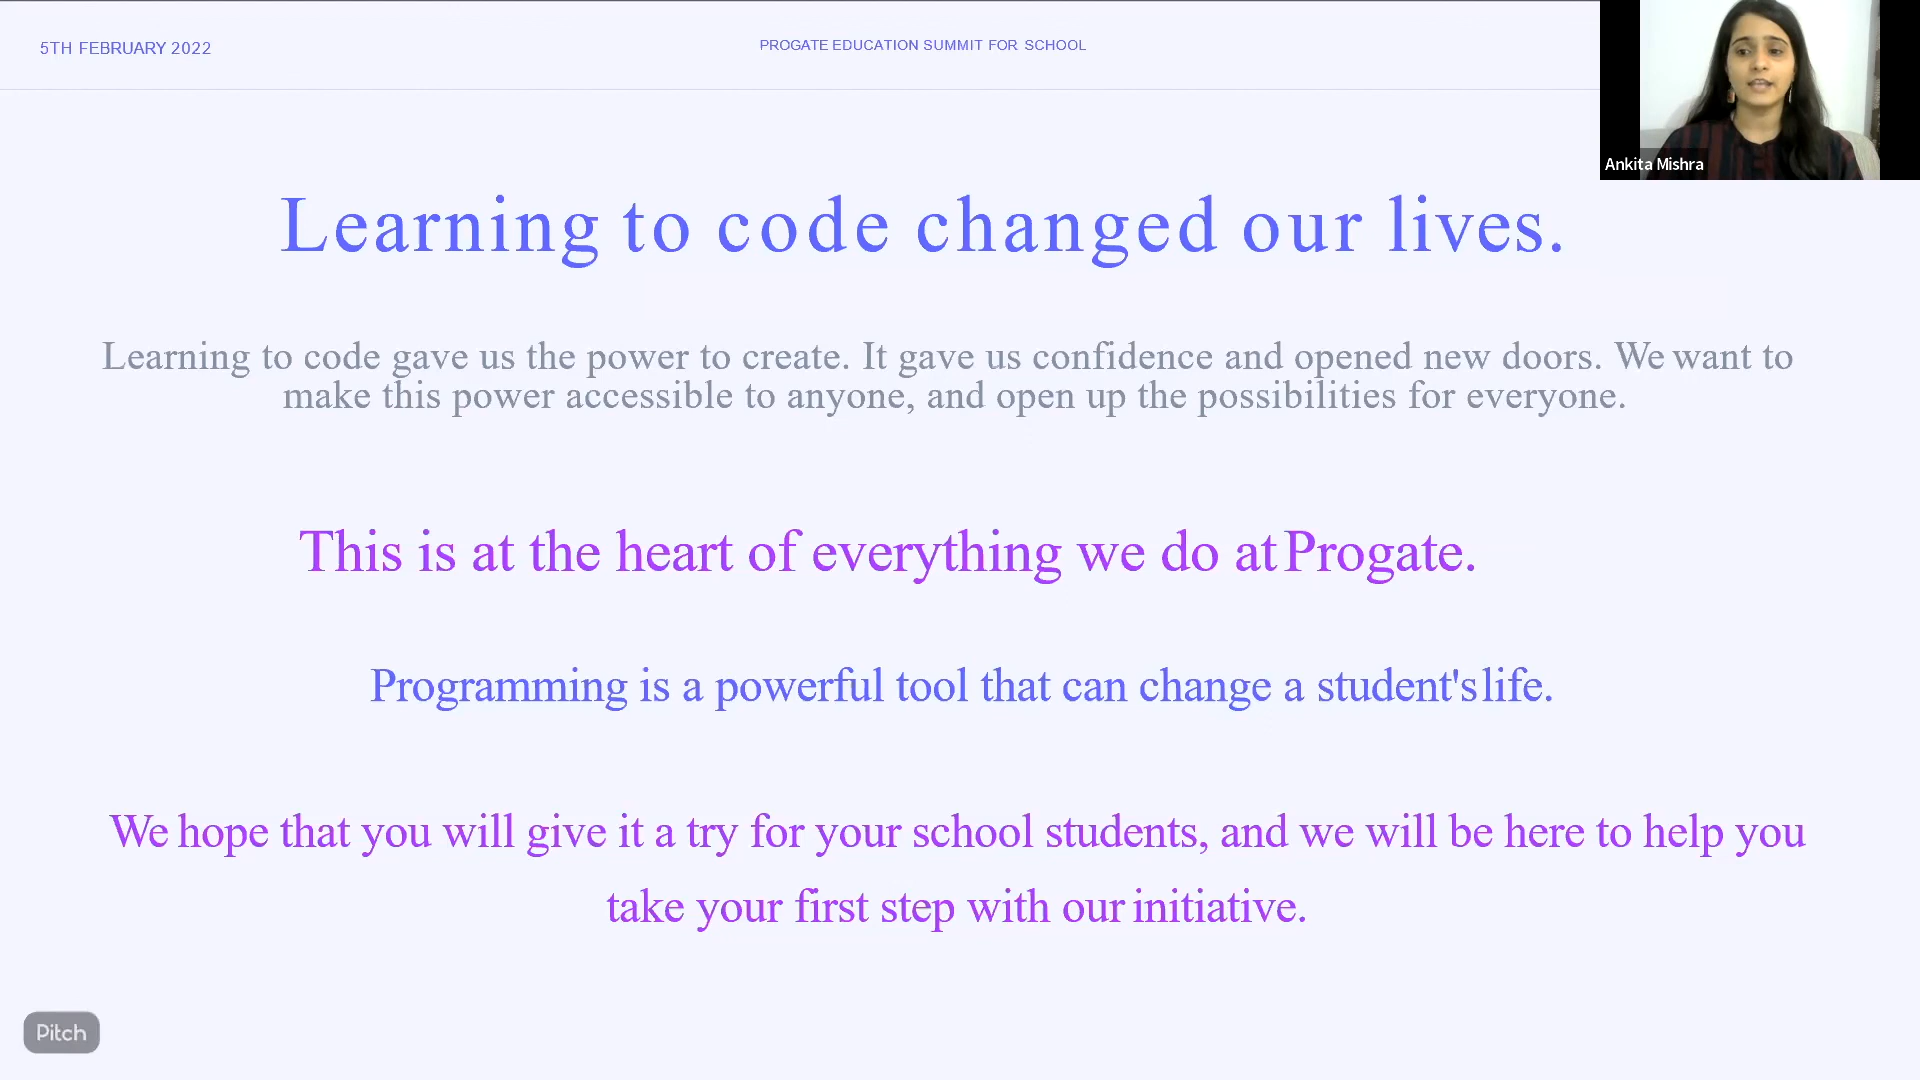 5TH FEBRUARY 2022
PROGATE EDUCATION SUMMIT FOR SCHOOL
Ankita Mishra
Learning to code changed our lives.
Learning to code gave us the power to create. It gave us confidence and opened new doors. We want to
make this power accessible to anyone, and open up the possibilities for everyone.
This is at the heart of everything we do at Progate.
Programming is a powerful tool that can change a student's life.
We hope that you will give it a try for your school students, and we will be here to help you
take your first step with our initiative.
Pitch